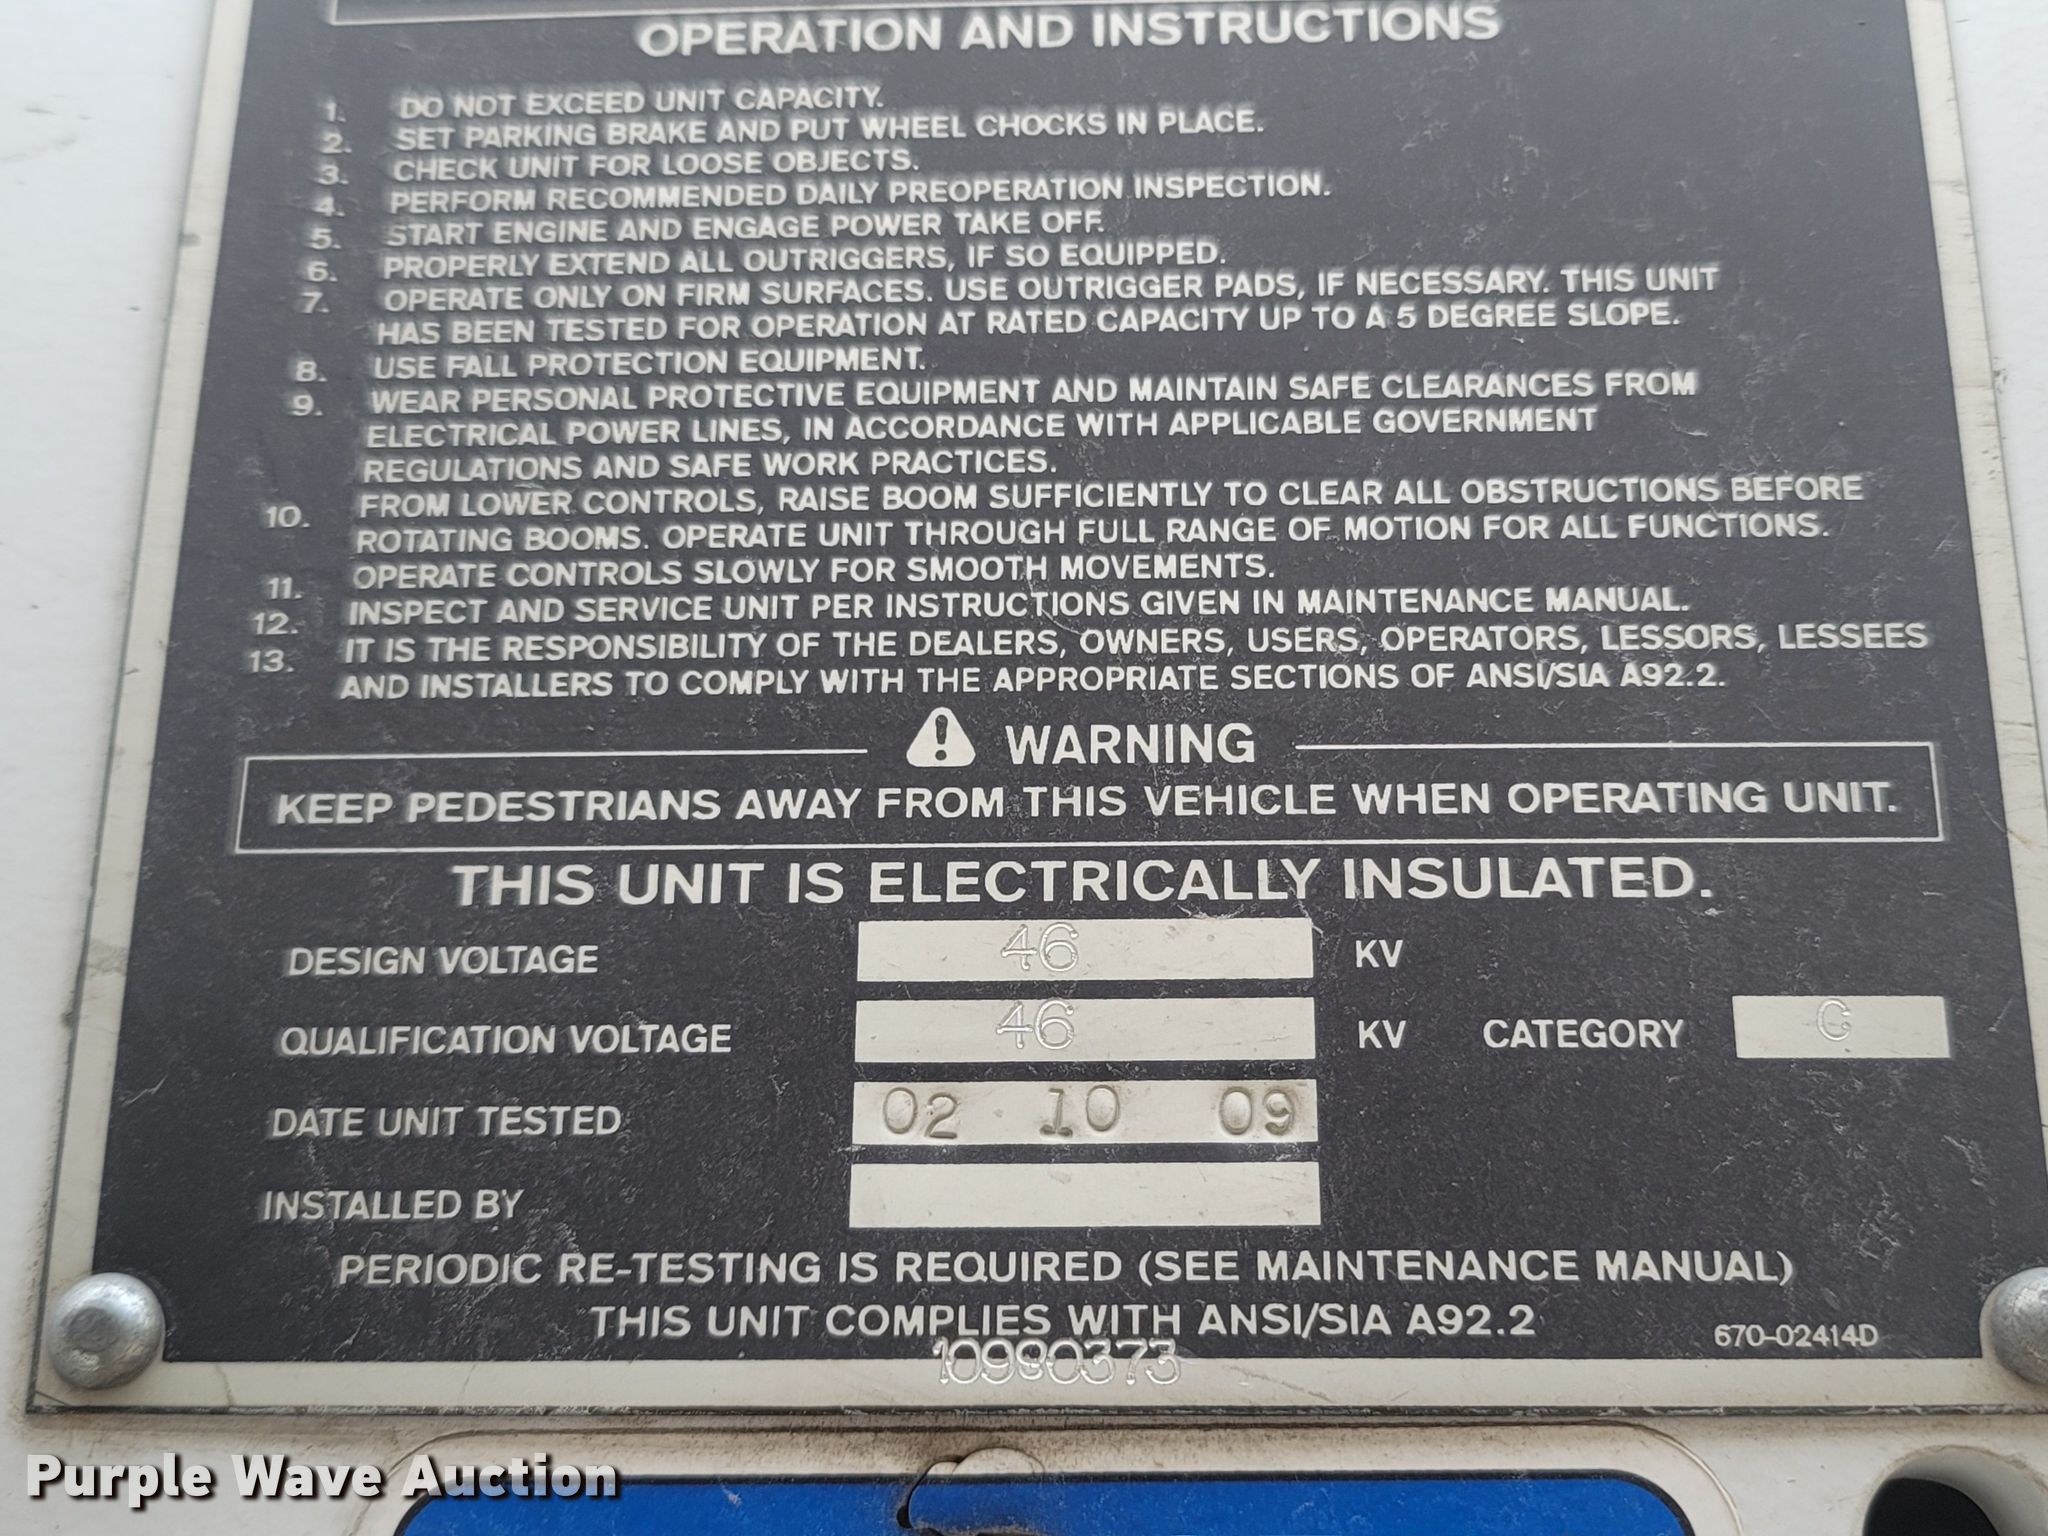 OPERATION AND INSTRUCTIONS
1. DO NOT EXCEED UNIT CAPACITY.
2. SET PARKING BRAKE AND PUT WHEEL CHOCKS IN PLACE.
3. CHECK UNIT FOR LOOSE OBJECTS.
4. PERFORM RECOMMENDED DAILY PREOPERATION INSPECTION.
5. START ENGINE AND ENGAGE POWER TAKE OFF.
6. PROPERLY EXTEND ALL OUTRIGGERS, IF SO EQUIPPED.
7. OPERATE ONLY ON FIRM SURFACES. USE OUTRIGGER PADS, IF NECESSARY. THIS UNIT
HAS BEEN TESTED FOR OPERATION AT RATED CAPACITY UP TO A 5 DEGREE SLOPE.
8. USE FALL PROTECTION EQUIPMENT.
9. WEAR PERSONAL PROTECTIVE EQUIPMENT AND MAINTAIN SAFE CLEARANCES FROM
ELECTRICAL POWER LINES, IN ACCORDANCE WITH APPLICABLE GOVERNMENT
REGULATIONS AND SAFE WORK PRACTICES.
10. FROM LOWER CONTROLS, RAISE BOOM SUFFICIENTLY TO CLEAR ALL OBSTRUCTIONS BEFORE
ROTATING BOOMS. OPERATE UNIT THROUGH FULL RANGE OF MOTION FOR ALL FUNCTIONS.
11. OPERATE CONTROLS SLOWLY FOR SMOOTH MOVEMENTS.
12. INSPECT AND SERVICE UNIT PER INSTRUCTIONS GIVEN IN MAINTENANCE MANUAL.
13. IT IS THE RESPONSIBILITY OF THE DEALERS, OWNERS, USERS, OPERATORS, LESSORS, LESSEES
AND INSTALLERS TO COMPLY WITH THE APPROPRIATE SECTIONS OF ANSI/SIA A92.2.
WARNING
KEEP PEDESTRIANS AWAY FROM THIS VEHICLE WHEN OPERATING UNIT.
THIS UNIT IS ELECTRICALLY INSULATED.
DESIGN VOLTAGE 46 KV
QUALIFICATION VOLTAGE 46 KV CATEGORY C
DATE UNIT TESTED 02 10 09
INSTALLED BY
PERIODIC RE-TESTING IS REQUIRED (SEE MAINTENANCE MANUAL)
THIS UNIT COMPLIES WITH ANSI/SIA A92.2
670-02414D
10980373
Purple Wave Auction